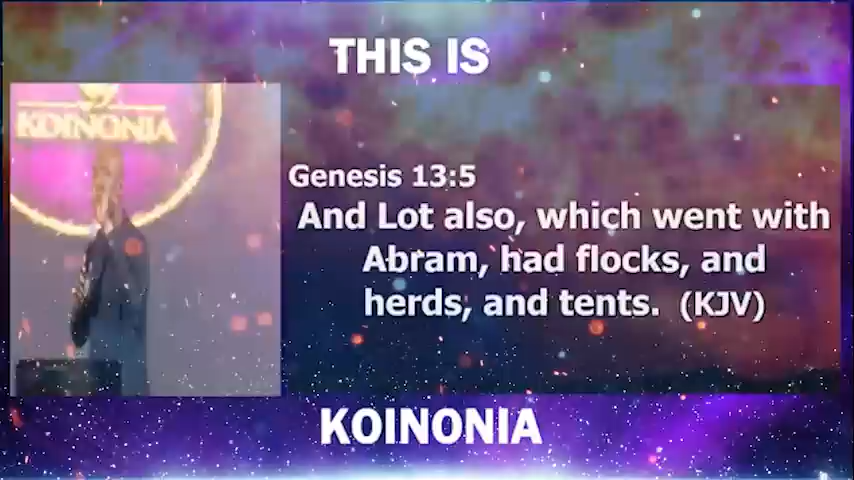 THIS IS
KOINONIA
Genesis 13:5
And Lot also, which went with
Abram, had flocks, and
herds, and tents. (KJV)
KOINONIA